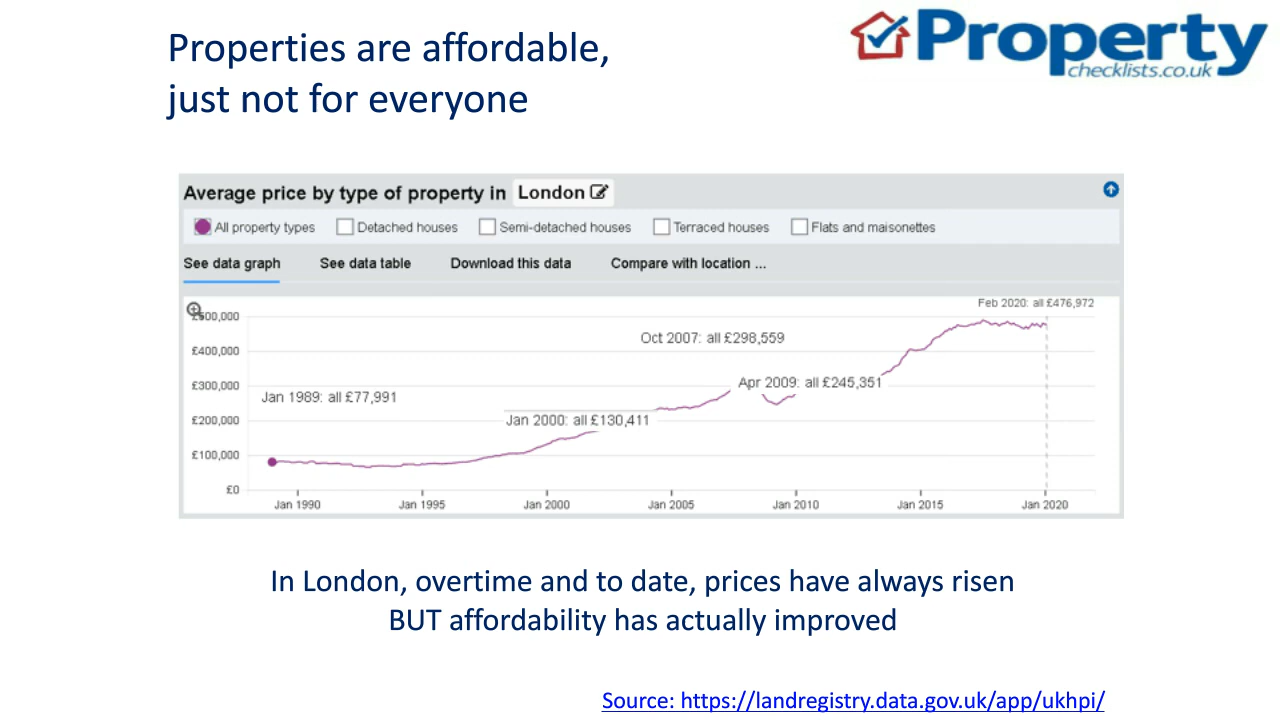 Properties are affordable,
just not for everyone
Property
checklists.co.uk
Average price by type of property in London
All property types Detached houses Semi-detached houses Terraced houses Flats and maisonettes
See data graph See data table Download this data Compare with location ...
Feb 2020: all £476,972
£500,000
Oct 2007: all £298,559
£400,000
Apr 2009: all £245,351
£300,000
Jan 1989: all £77,991
£200,000
Jan 2000: all £130,411
£100,000
£0
Jan 1990 Jan 1995 Jan 2000 Jan 2005 Jan 2010 Jan 2015 Jan 2020
In London, overtime and to date, prices have always risen
BUT affordability has actually improved
Source: https://landregistry.data.gov.uk/app/ukhpi/